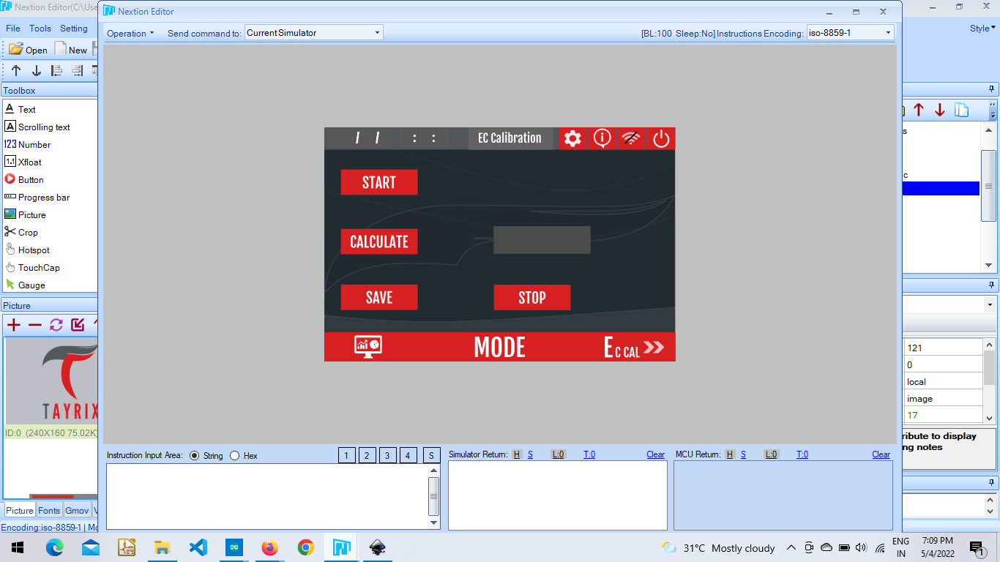 Nextion Editor(C:\Use
Nextion Editor
File Tools Setting
Style
Operation Send command to: CurrentSimulator [BL:100 Sleep:No] Instructions Encoding: iso-8859-1
Open New
Toolbox
Text
Scrolling text
123 Number
1.1 Xfloat
Button
Progress bar
Picture
Crop
Hotspot
TouchCap
Gauge
/ / : : EC Calibration
START
CALCULATE
SAVE STOP
MODE
EC CAL
s
c
Picture
TAYRIX
ID:0 (240X160 75.02K)
121
0
local
image
17
ribute to display
ng notes
Picture Fonts Gmov V
Encoding:iso-8859-1 | Mo
Instruction Input Area: String Hex 1 2 3 4 S
Simulator Return: H S L:0 T:0 Clear
MCU Return: H S L:0 T:0 Clear
31°C Mostly cloudy
ENG
IN
7:09 PM
5/4/2022
1